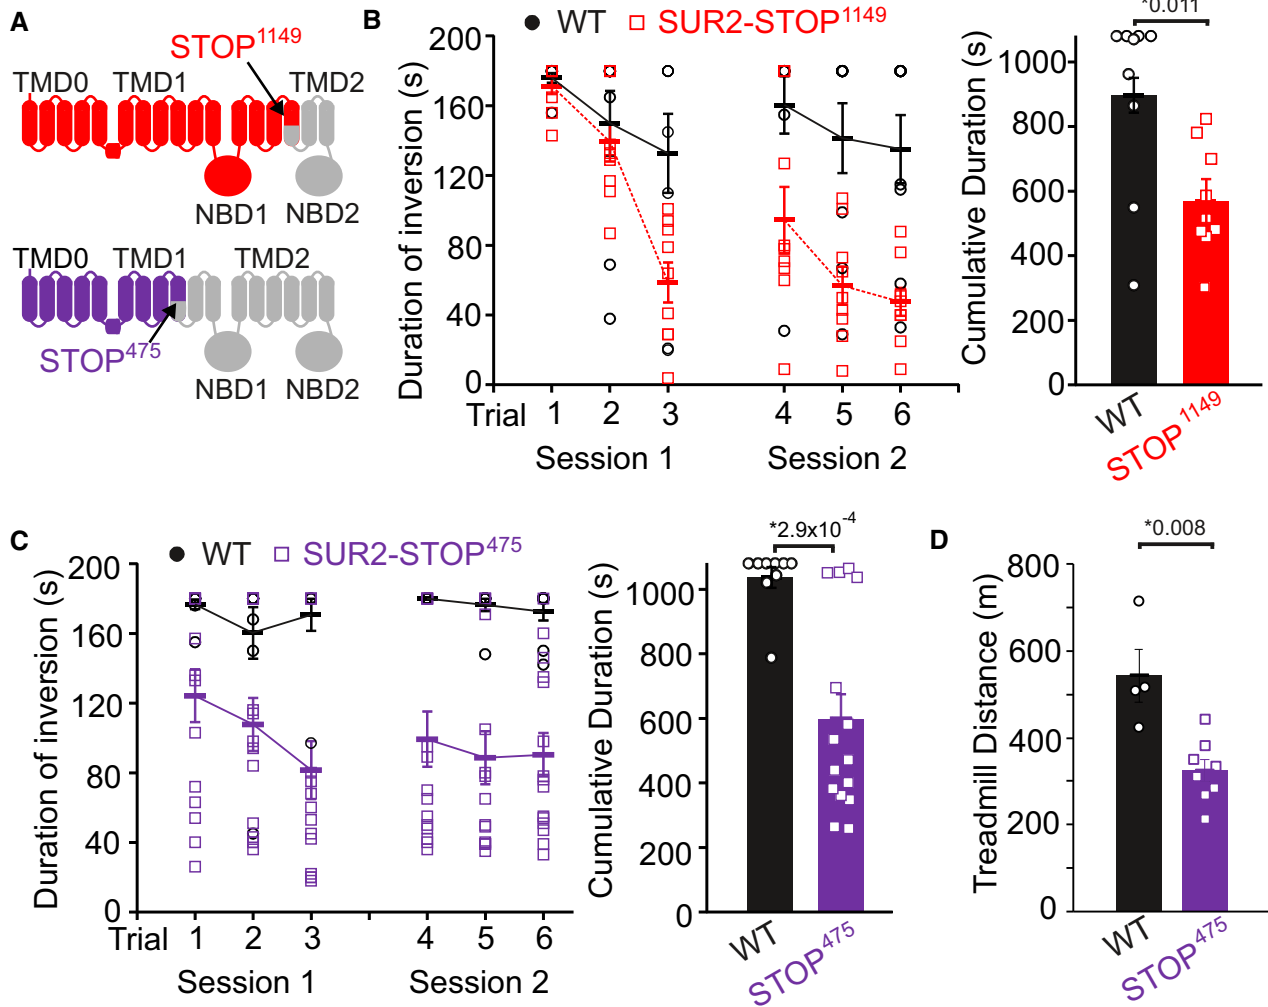 A
STOP¹¹⁴⁹
TMD0 TMD1 TMD2
NBD1 NBD2
TMD0 TMD1 TMD2
STOP⁴⁷⁵
NBD1 NBD2
B
WT SUR2-STOP¹¹⁴⁹
Duration of inversion (s)
200
160
120
80
40
0
Trial 1 2 3 4 5 6
Session 1 Session 2
*0.011
Cumulative Duration (s)
1000
800
600
400
200
0
WT
STOP¹¹⁴⁹
C
WT SUR2-STOP⁴⁷⁵
Duration of inversion (s)
200
160
120
80
40
0
Trial 1 2 3 4 5 6
Session 1 Session 2
*2.9x10⁻⁴
Cumulative Duration (s)
1000
800
600
400
200
0
WT
STOP⁴⁷⁵
D
*0.008
Treadmill Distance (m)
800
600
400
200
0
WT
STOP⁴⁷⁵